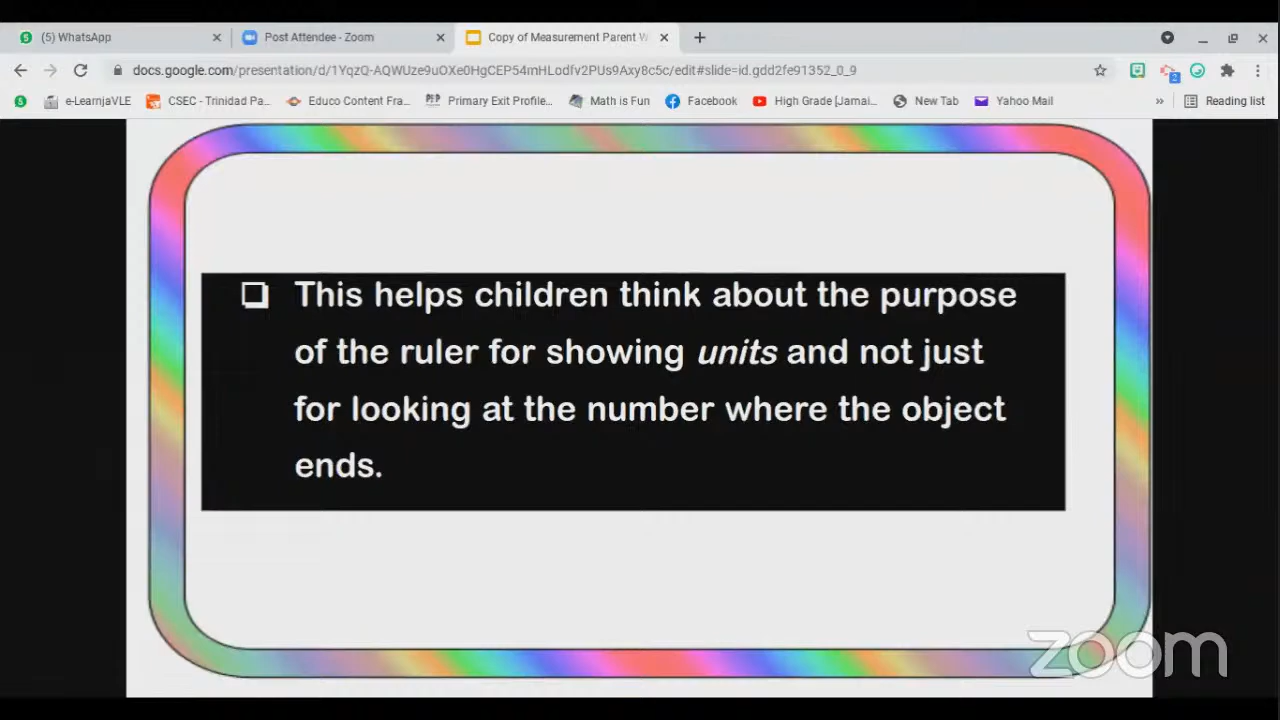 (5) WhatsApp
Post Attendee - Zoom
Copy of Measurement Parent W
docs.google.com/presentation/d/1YqzQ-AQWUze9uOXe0HgCEP54mHLodfv2PUs9Axy8c5c/edit#slide=id.gdd2fe91352_0_9
e-LearnjaVLE
CSEC - Trinidad Pa...
Educo Content Fra...
PEP
Primary Exit Profile...
Math is Fun
Facebook
High Grade [Jamai...
New Tab
Yahoo Mail
»
Reading list
This helps children think about the purpose
of the ruler for showing units and not just
for looking at the number where the object
ends.
zoom